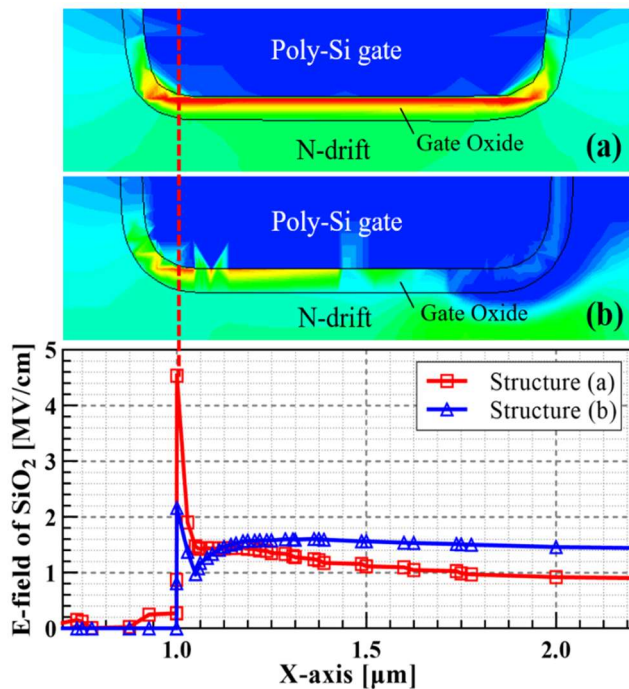 Poly-Si gate
Gate Oxide
N-drift
(a)
Poly-Si gate
Gate Oxide
N-drift
(b)
5
4
3
2
1
0
E-field of SiO₂ [MV/cm]
Structure (a)
Structure (b)
1.0
1.5
2.0
X-axis [μm]